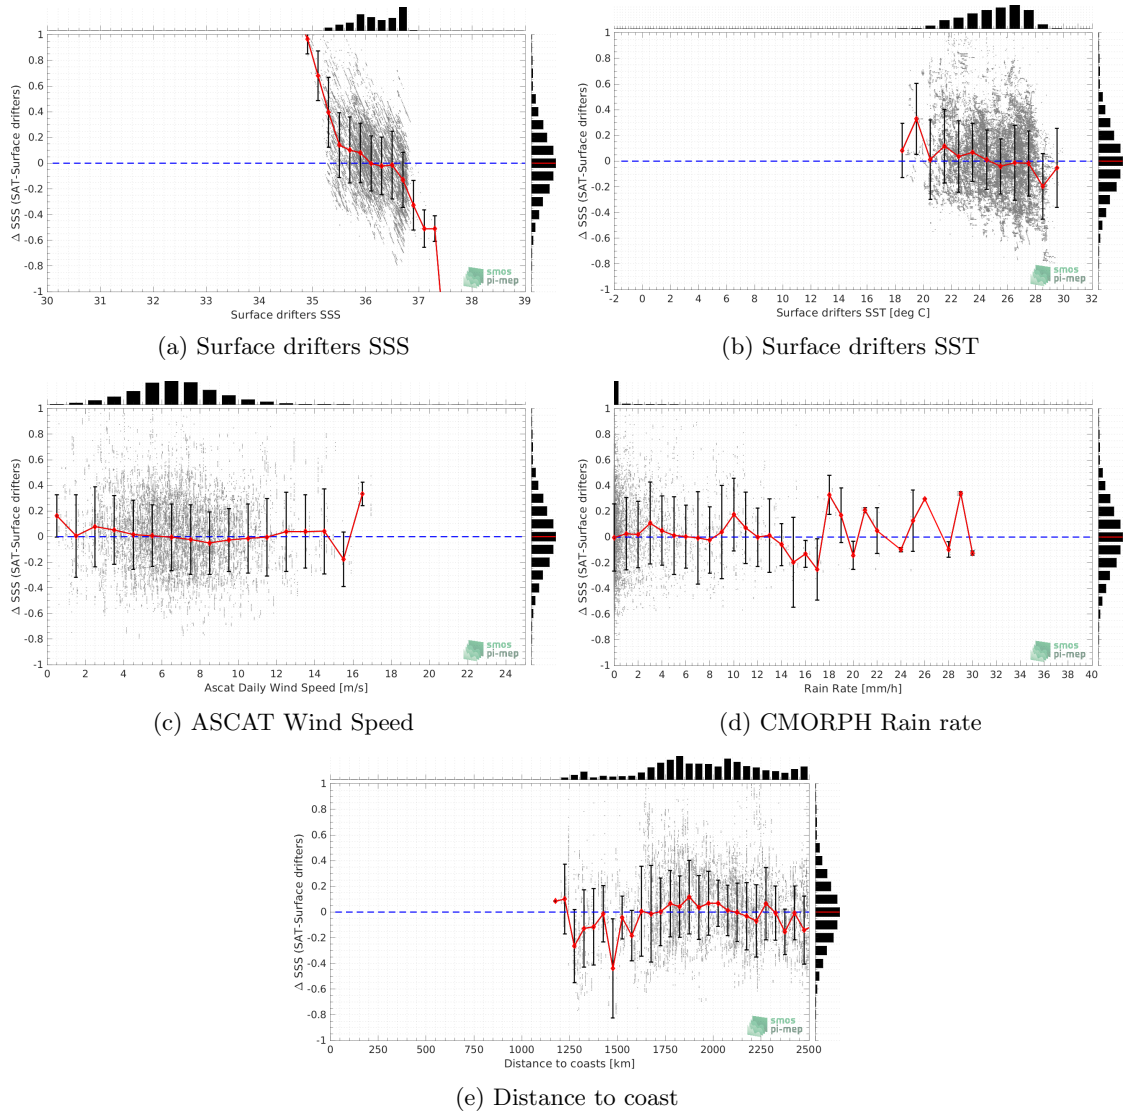 Δ SSS (SAT-Surface drifters)
1
0.8
0.6
0.4
0.2
0
-0.2
-0.4
-0.6
-0.8
-1
30 31 32 33 34 35 36 37 38 39
Surface drifters SSS
smos
pi-mep
(a) Surface drifters SSS
Δ SSS (SAT-Surface drifters)
1
0.8
0.6
0.4
0.2
0
-0.2
-0.4
-0.6
-0.8
-1
-2 0 2 4 6 8 10 12 14 16 18 20 22 24 26 28 30 32
Surface drifters SST [deg C]
smos
pi-mep
(b) Surface drifters SST
Δ SSS (SAT-Surface drifters)
1
0.8
0.6
0.4
0.2
0
-0.2
-0.4
-0.6
-0.8
-1
0 2 4 6 8 10 12 14 16 18 20 22 24
Ascat Daily Wind Speed [m/s]
smos
pi-mep
(c) ASCAT Wind Speed
Δ SSS (SAT-Surface drifters)
1
0.8
0.6
0.4
0.2
0
-0.2
-0.4
-0.6
-0.8
-1
0 2 4 6 8 10 12 14 16 18 20 22 24 26 28 30 32 34 36 38 40
Rain Rate [mm/h]
smos
pi-mep
(d) CMORPH Rain rate
Δ SSS (SAT-Surface drifters)
1
0.8
0.6
0.4
0.2
0
-0.2
-0.4
-0.6
-0.8
-1
0 250 500 750 1000 1250 1500 1750 2000 2250 2500
Distance to coasts [km]
smos
pi-mep
(e) Distance to coast